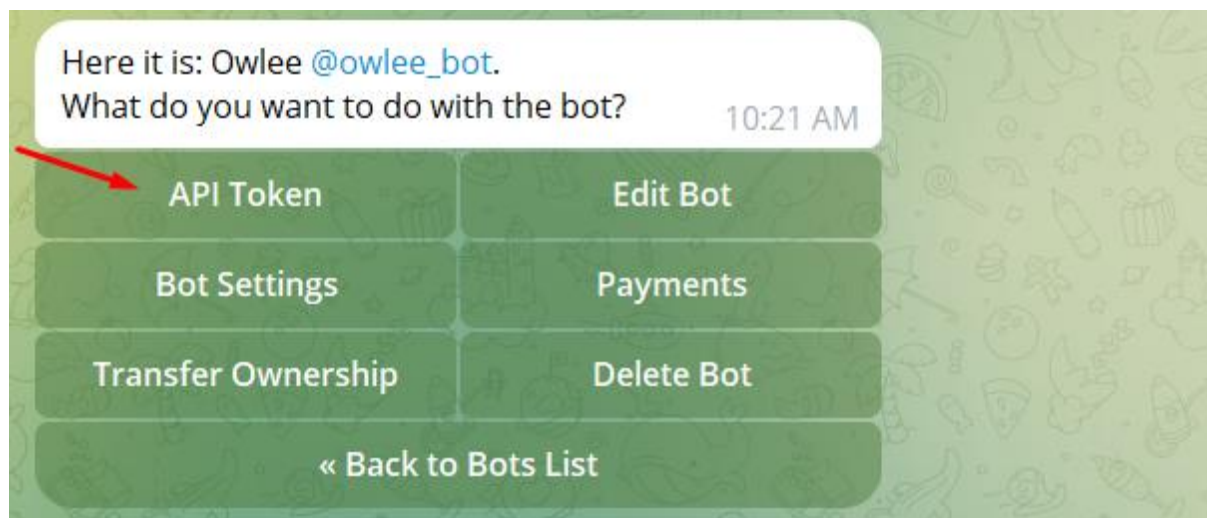 Here it is: Owlee @owlee_bot.
What do you want to do with the bot?
10:21 AM
API Token
Edit Bot
Bot Settings
Payments
Transfer Ownership
Delete Bot
« Back to Bots List